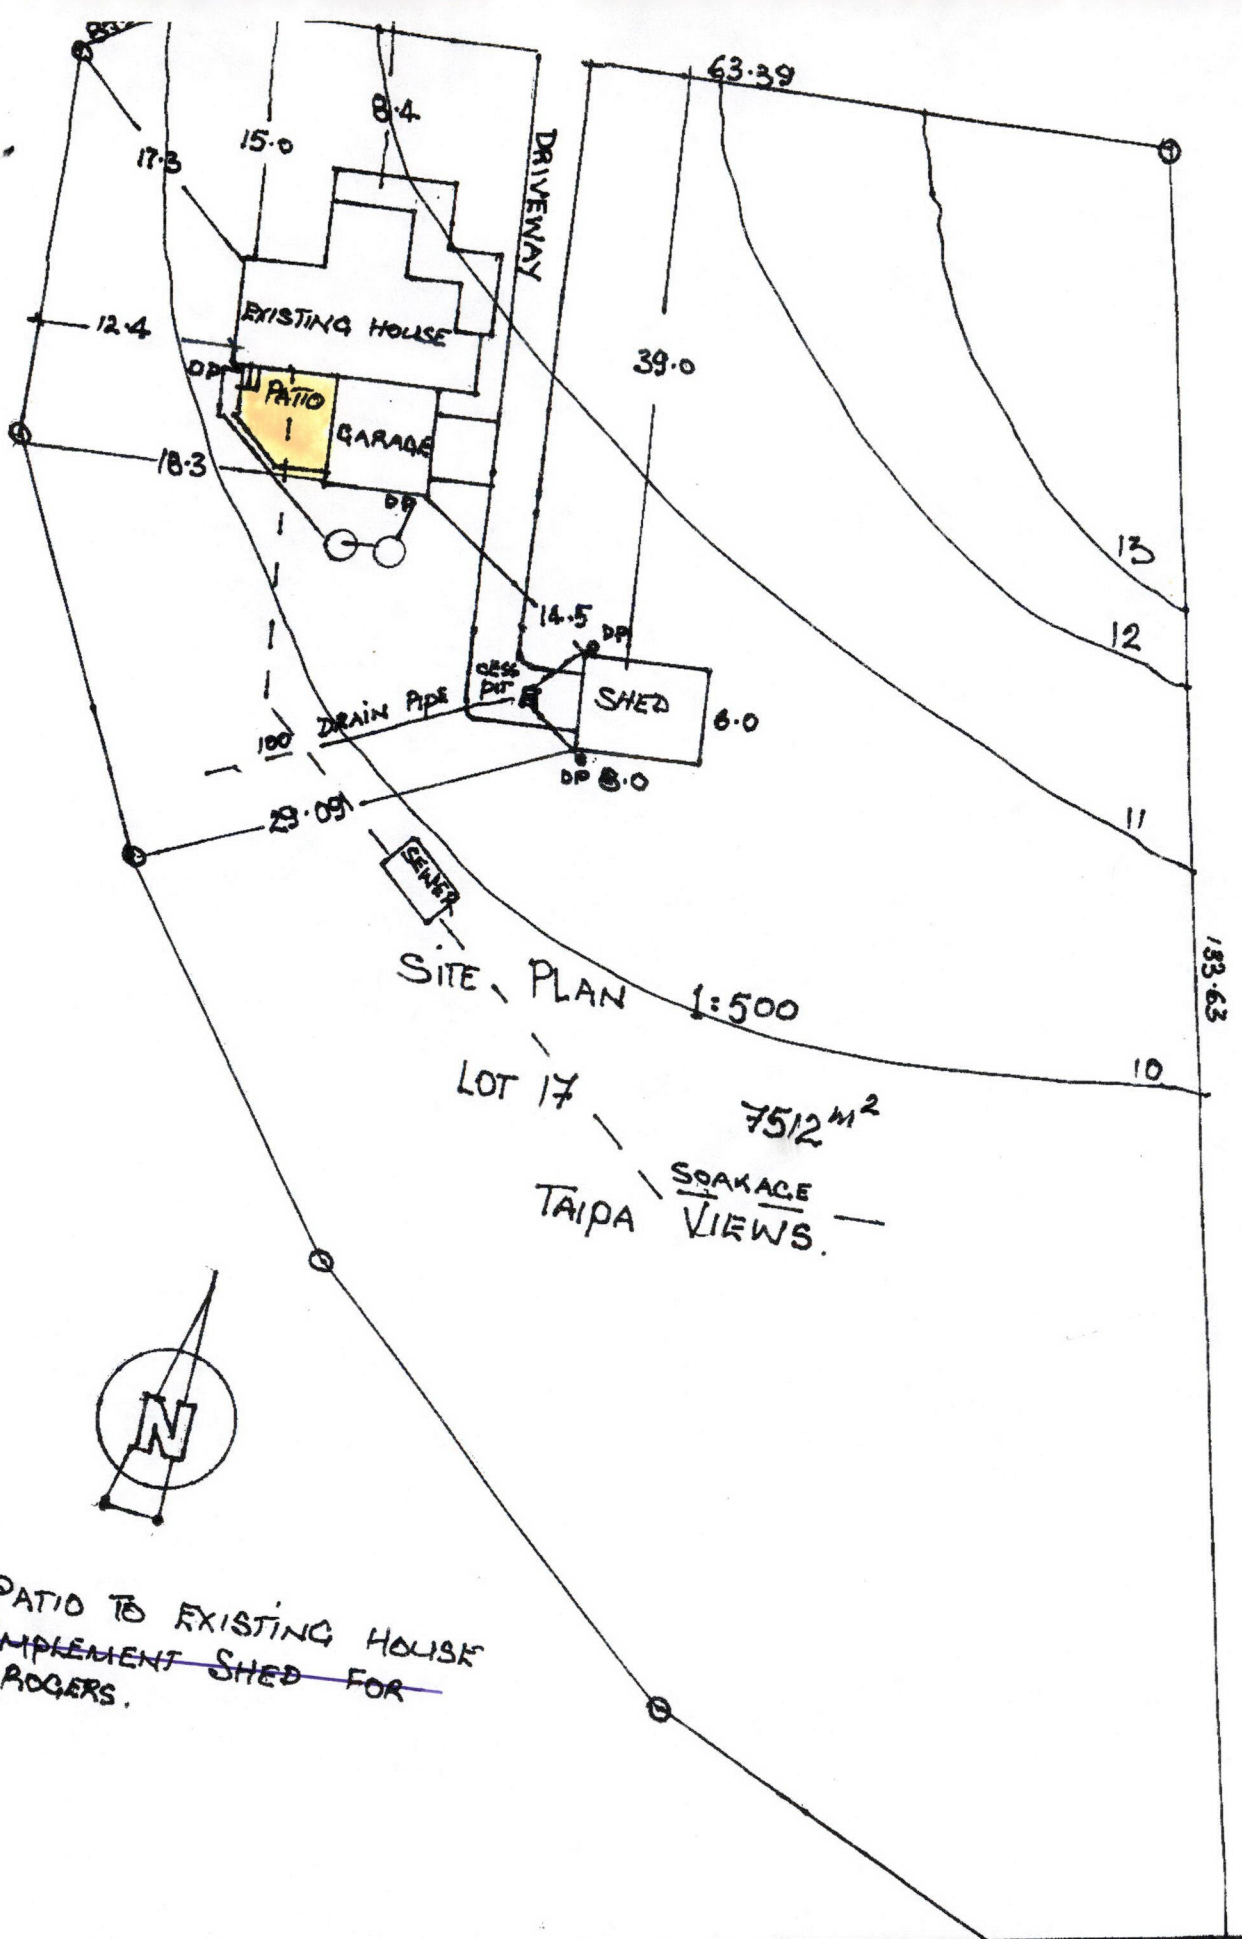 63.39
8.4
15.0
17.3
DRIVEWAY
EXISTING HOUSE
12.4
39.0
DP
PATIO
GARAGE
18.3
DP
13
14.5
DP
12
CESS
PIT
SHED
6.0
100 DRAIN PIPE
DP 8.0
29.09
11
SEWER
183.63
SITE PLAN 1:500
10
LOT 17
7512 m²
SOAKAGE
TAIPA VIEWS.
N
PATIO TO EXISTING HOUSE
MPLEMENT SHED FOR
ROGERS.